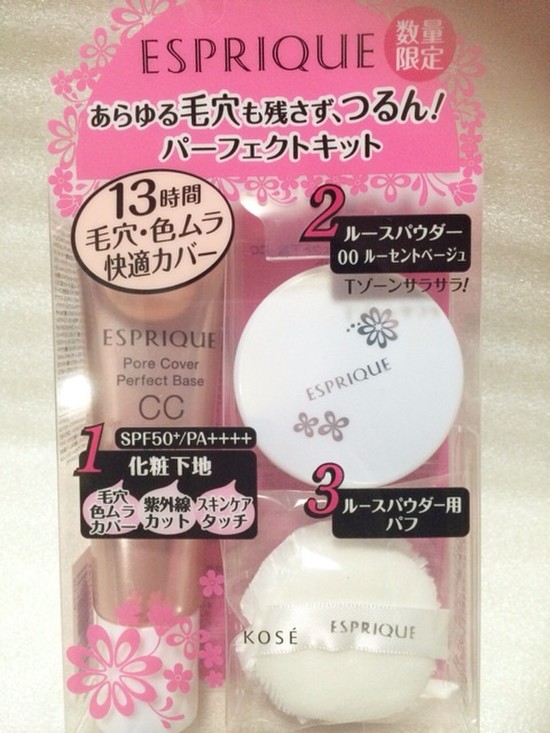 ESPRIQUE
数量
限定
あらゆる毛穴も残さず、つるん!
パーフェクトキット
13時間
毛穴・色ムラ
快適カバー
ESPRIQUE
Pore Cover
Perfect Base
CC
1
SPF50+/PA++++
化粧下地
毛穴
色ムラ
カバー
紫外線
カット
スキンケア
タッチ
2
ルースパウダー
00 ルーセントベージュ
Tゾーンサラサラ!
ESPRIQUE
3
ルースパウダー用
パフ
KOSÉ
ESPRIQUE